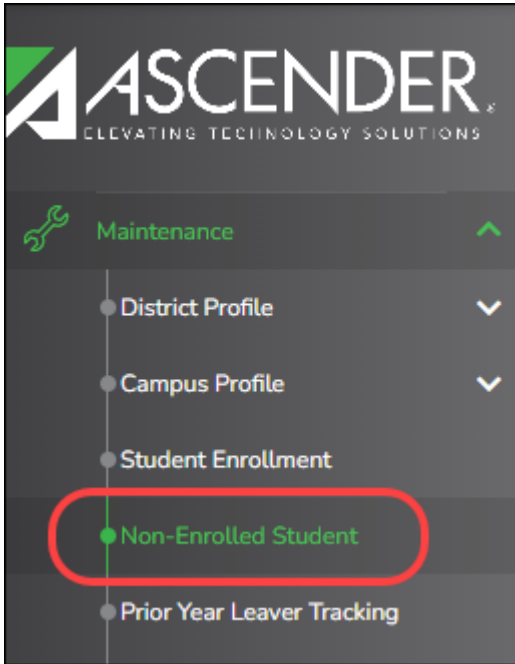 ASCENDER®
ELEVATING TECHNOLOGY SOLUTIONS
Maintenance
District Profile
Campus Profile
Student Enrollment
Non-Enrolled Student
Prior Year Leaver Tracking